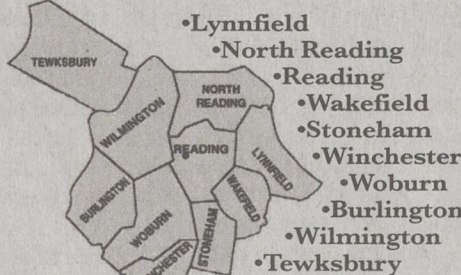 •Lynnfield
•North Reading
•Reading
•Wakefield
•Stoneham
•Winchester
•Woburn
•Burlington
•Wilmington
•Tewksbury
TEWKSBURY
NORTH
READING
WILMINGTON
READING
LYNNFIELD
BURLINGTON
WAKEFIELD
WOBURN
STONEHAM
NCHESTER